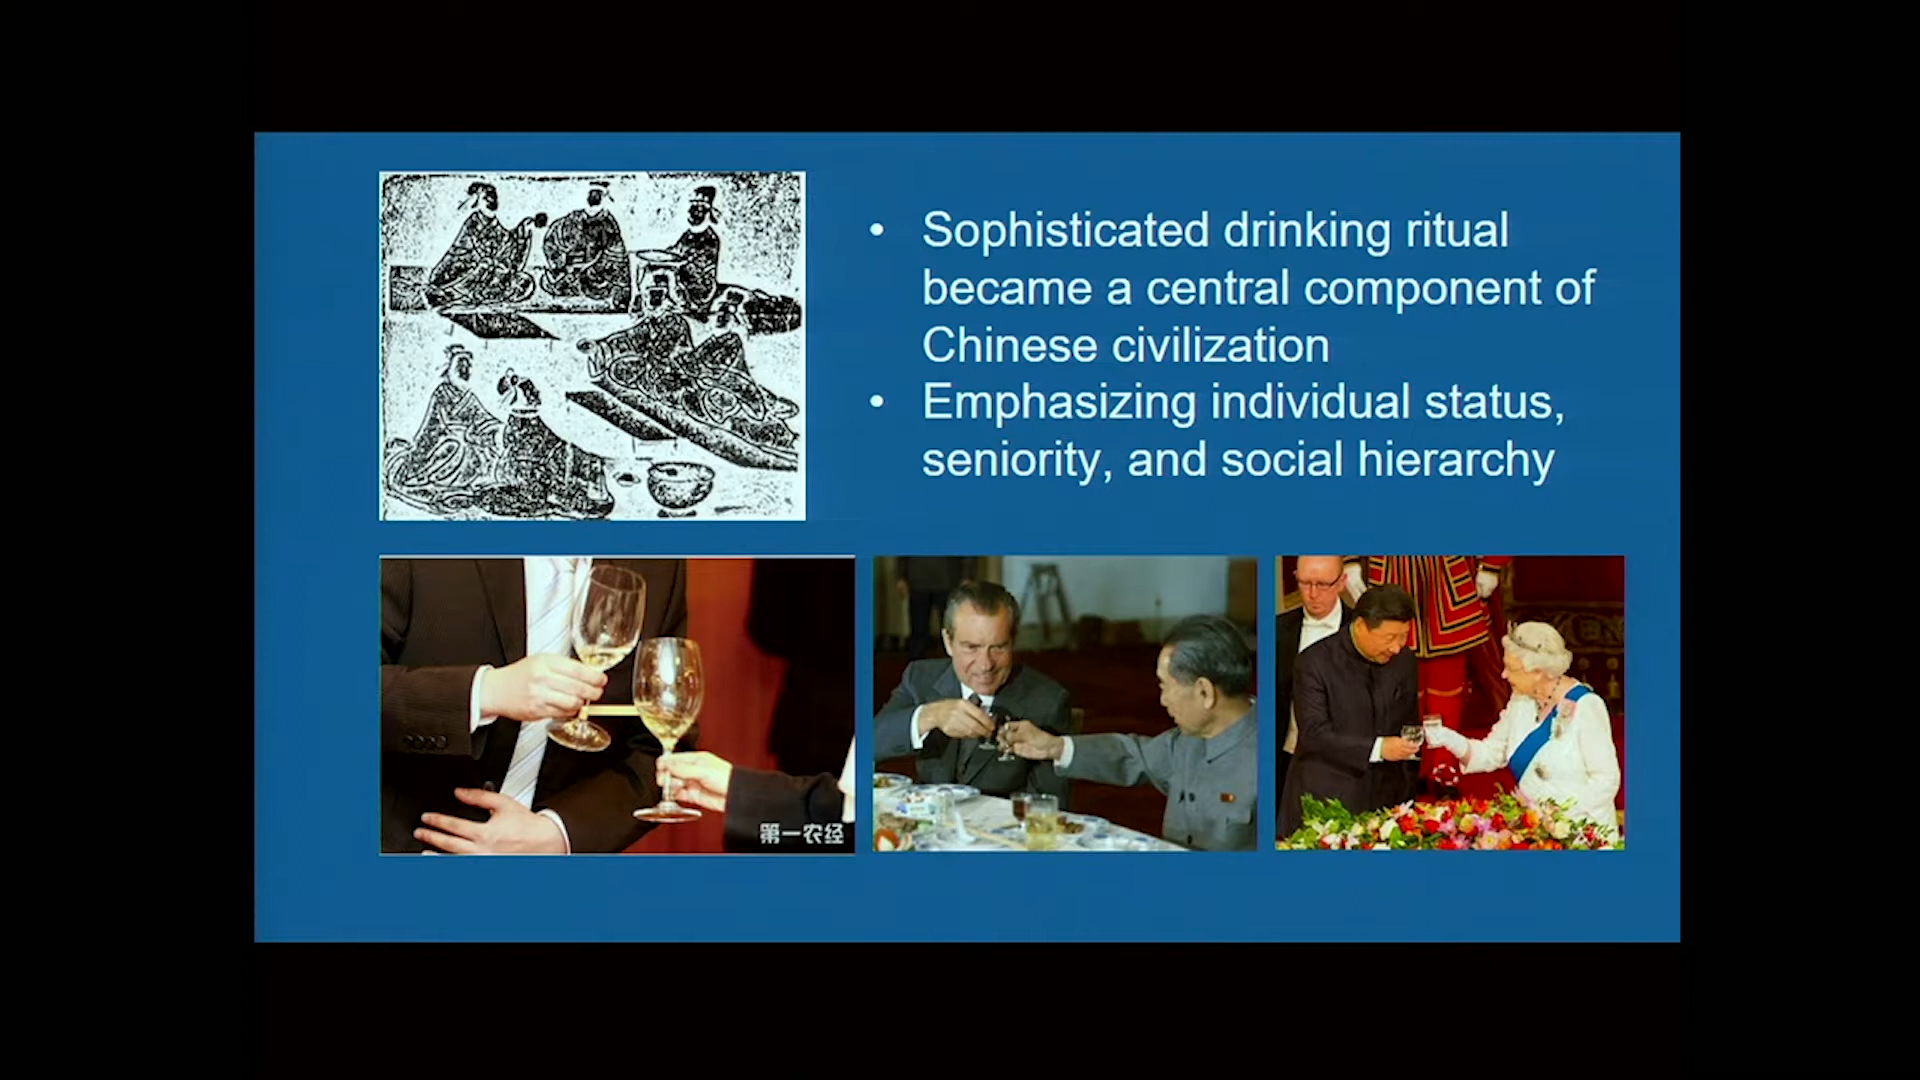 • Sophisticated drinking ritual
became a central component of
Chinese civilization
• Emphasizing individual status,
seniority, and social hierarchy
第一农经